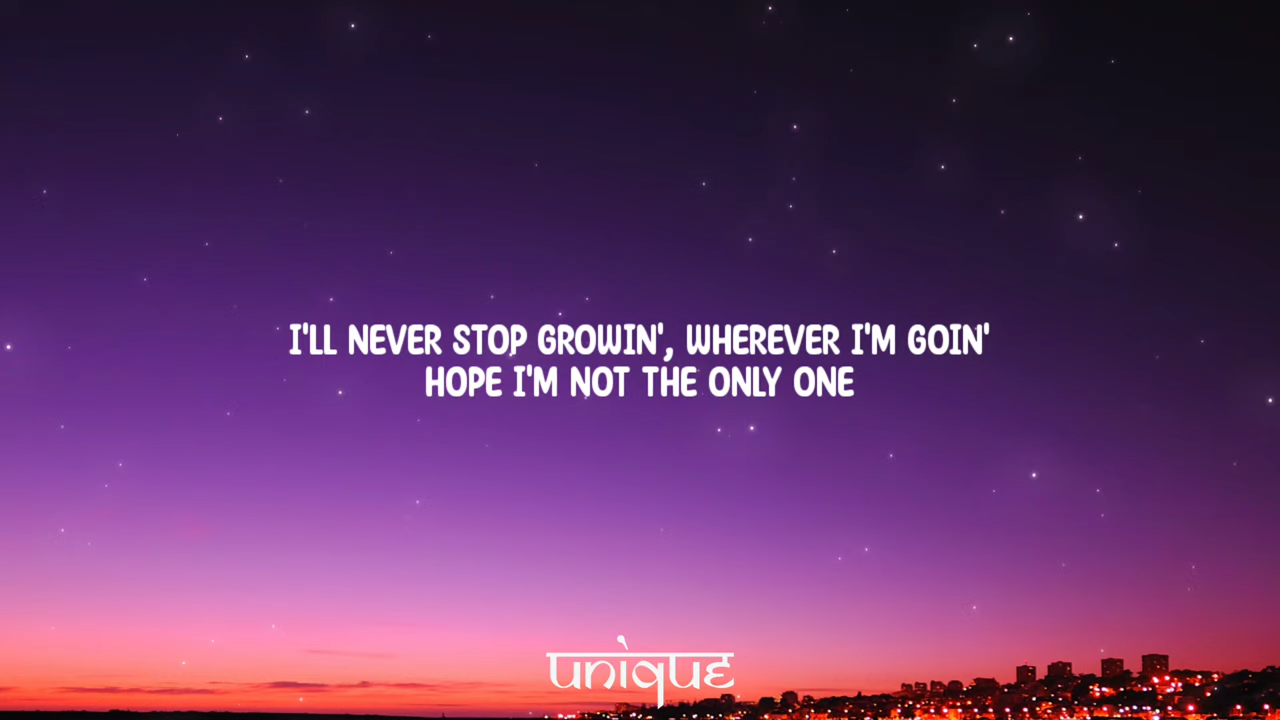 I'LL NEVER STOP GROWIN', WHEREVER I'M GOIN'
HOPE I'M NOT THE ONLY ONE
unique